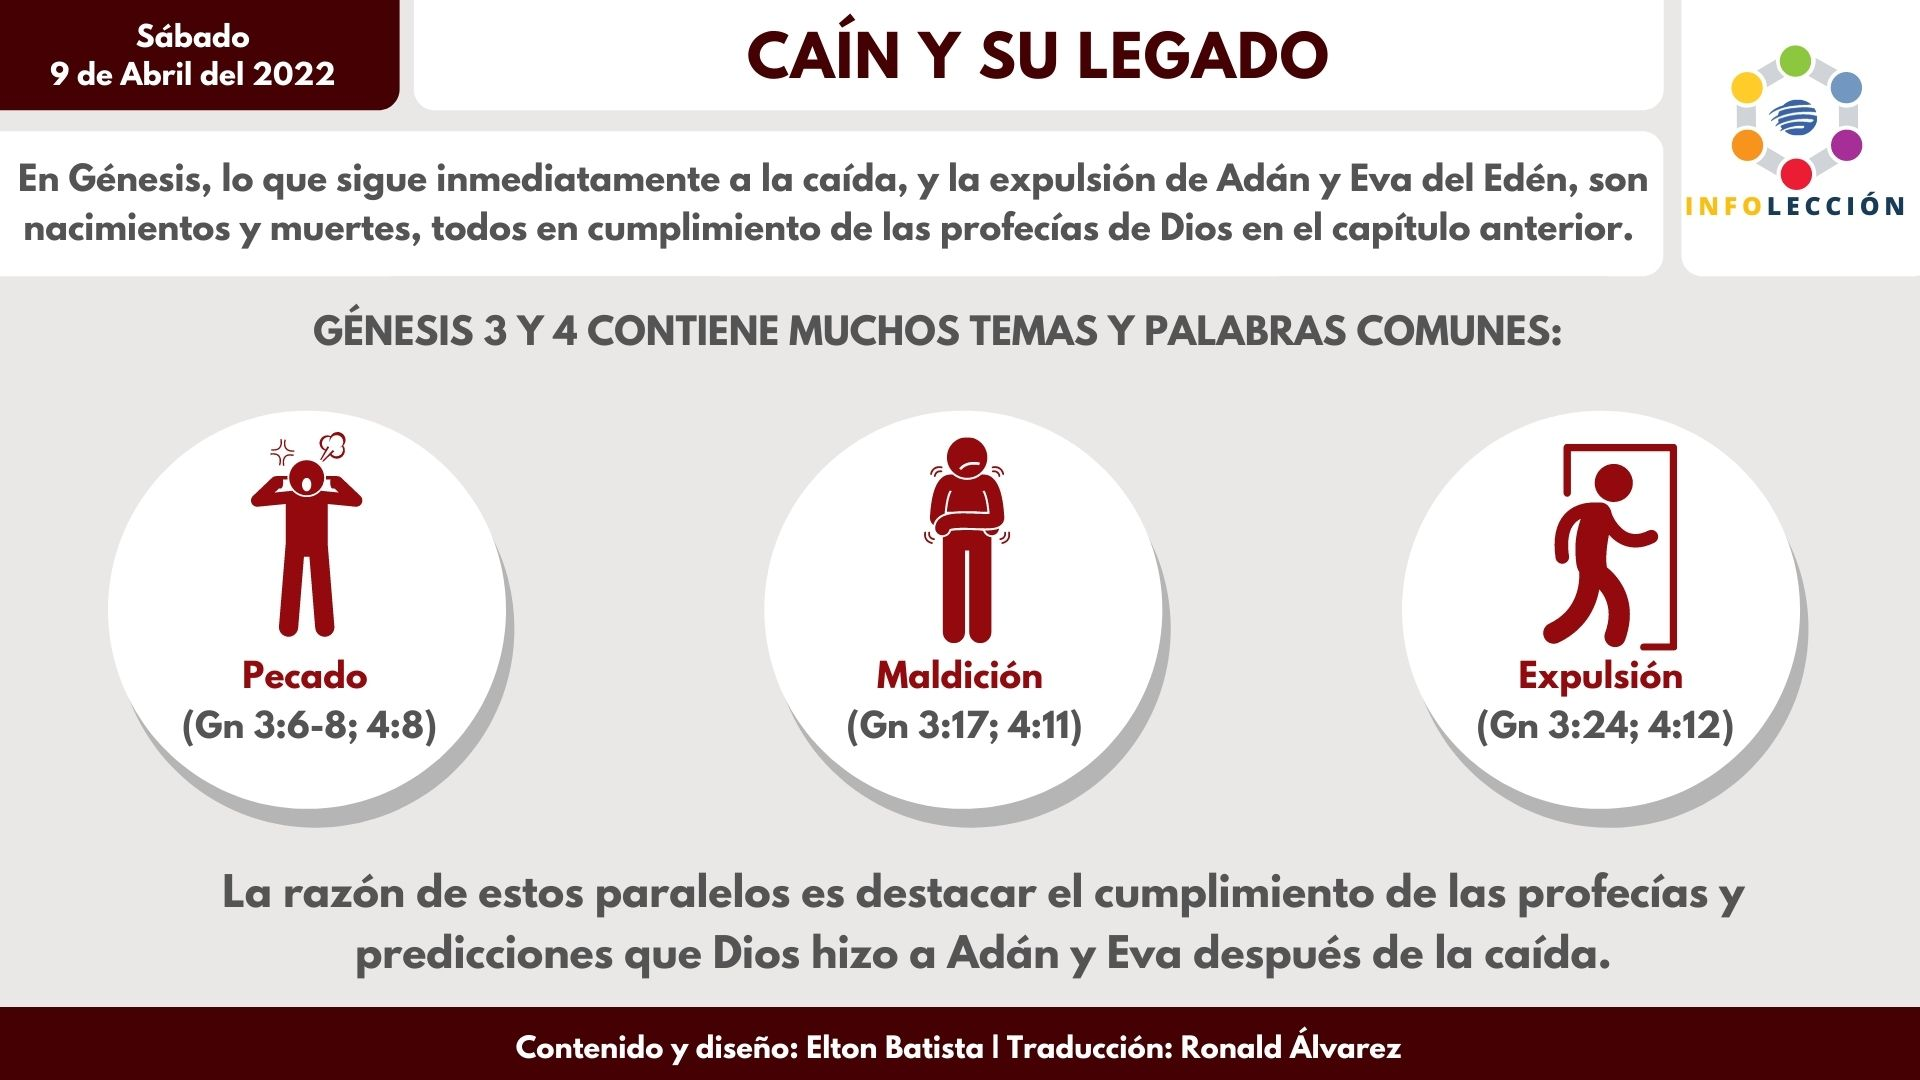 Sábado
9 de Abril del 2022
CAÍN Y SU LEGADO
INFOLECCIÓN
En Génesis, lo que sigue inmediatamente a la caída, y la expulsión de Adán y Eva del Edén, son
nacimientos y muertes, todos en cumplimiento de las profecías de Dios en el capítulo anterior.
GÉNESIS 3 Y 4 CONTIENE MUCHOS TEMAS Y PALABRAS COMUNES:
Pecado
(Gn 3:6-8; 4:8)
Maldición
(Gn 3:17; 4:11)
Expulsión
(Gn 3:24; 4:12)
La razón de estos paralelos es destacar el cumplimiento de las profecías y
predicciones que Dios hizo a Adán y Eva después de la caída.
Contenido y diseño: Elton Batista | Traducción: Ronald Álvarez